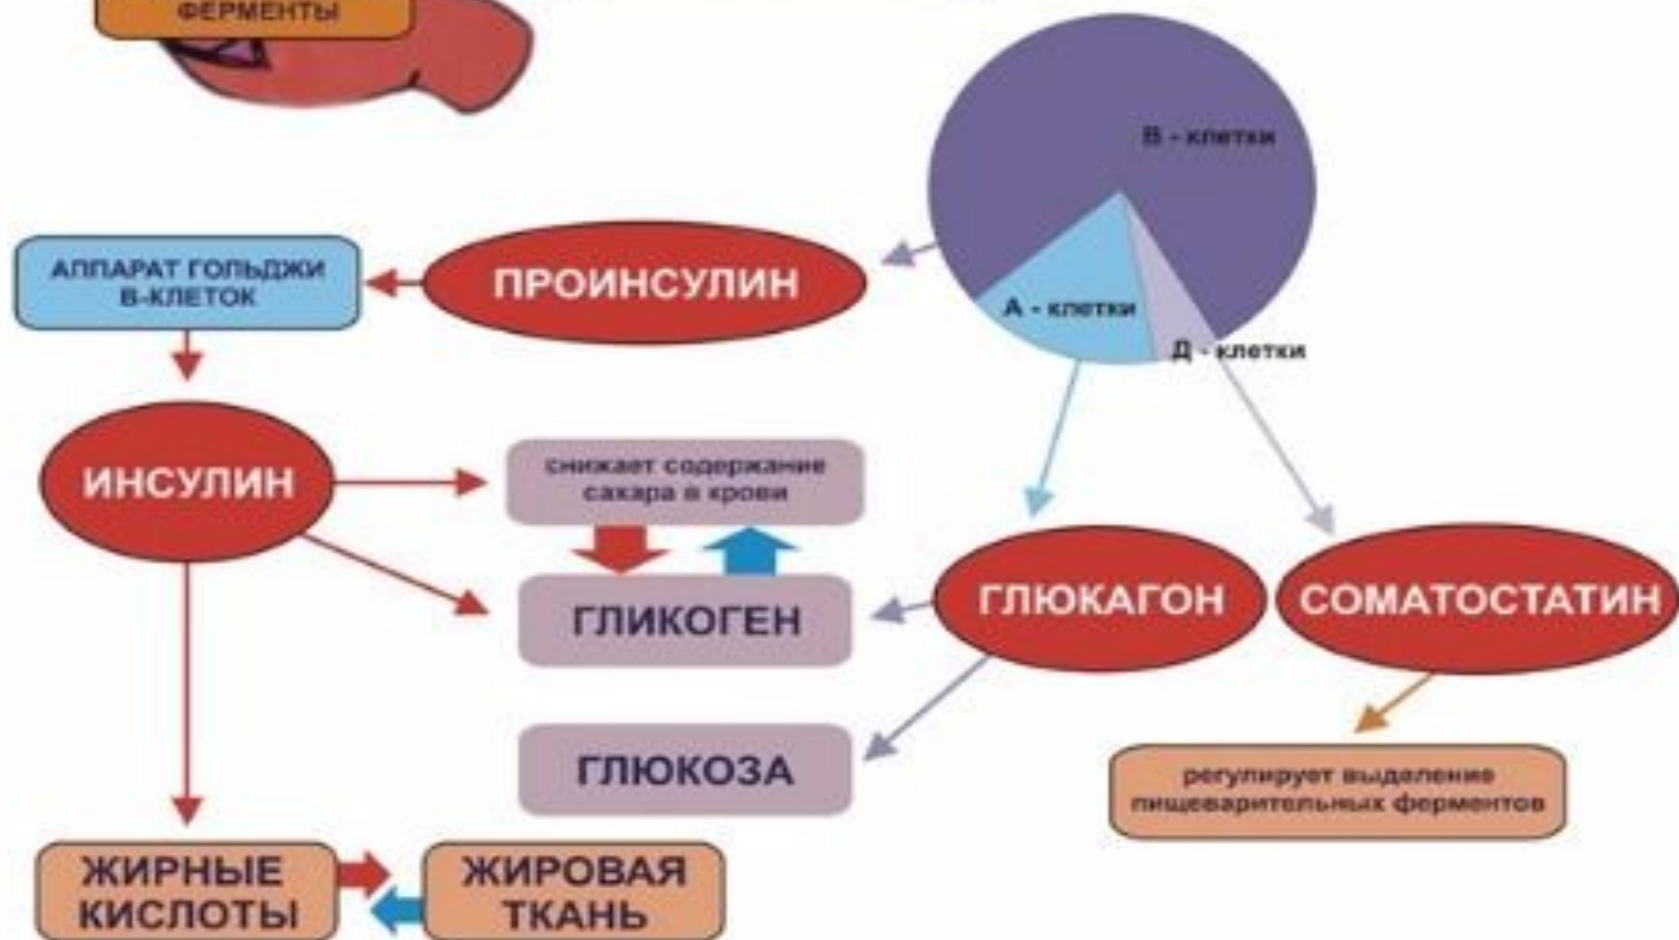 ФЕРМЕНТЫ
В - клетки
А - клетки
Д - клетки
АППАРАТ ГОЛЬДЖИ
В-КЛЕТОК
ПРОИНСУЛИН
ИНСУЛИН
снижает содержание
сахара в крови
ГЛИКОГЕН
ГЛЮКАГОН
СОМАТОСТАТИН
ГЛЮКОЗА
регулирует выделение
пищеварительных ферментов
ЖИРНЫЕ
КИСЛОТЫ
ЖИРОВАЯ
ТКАНЬ